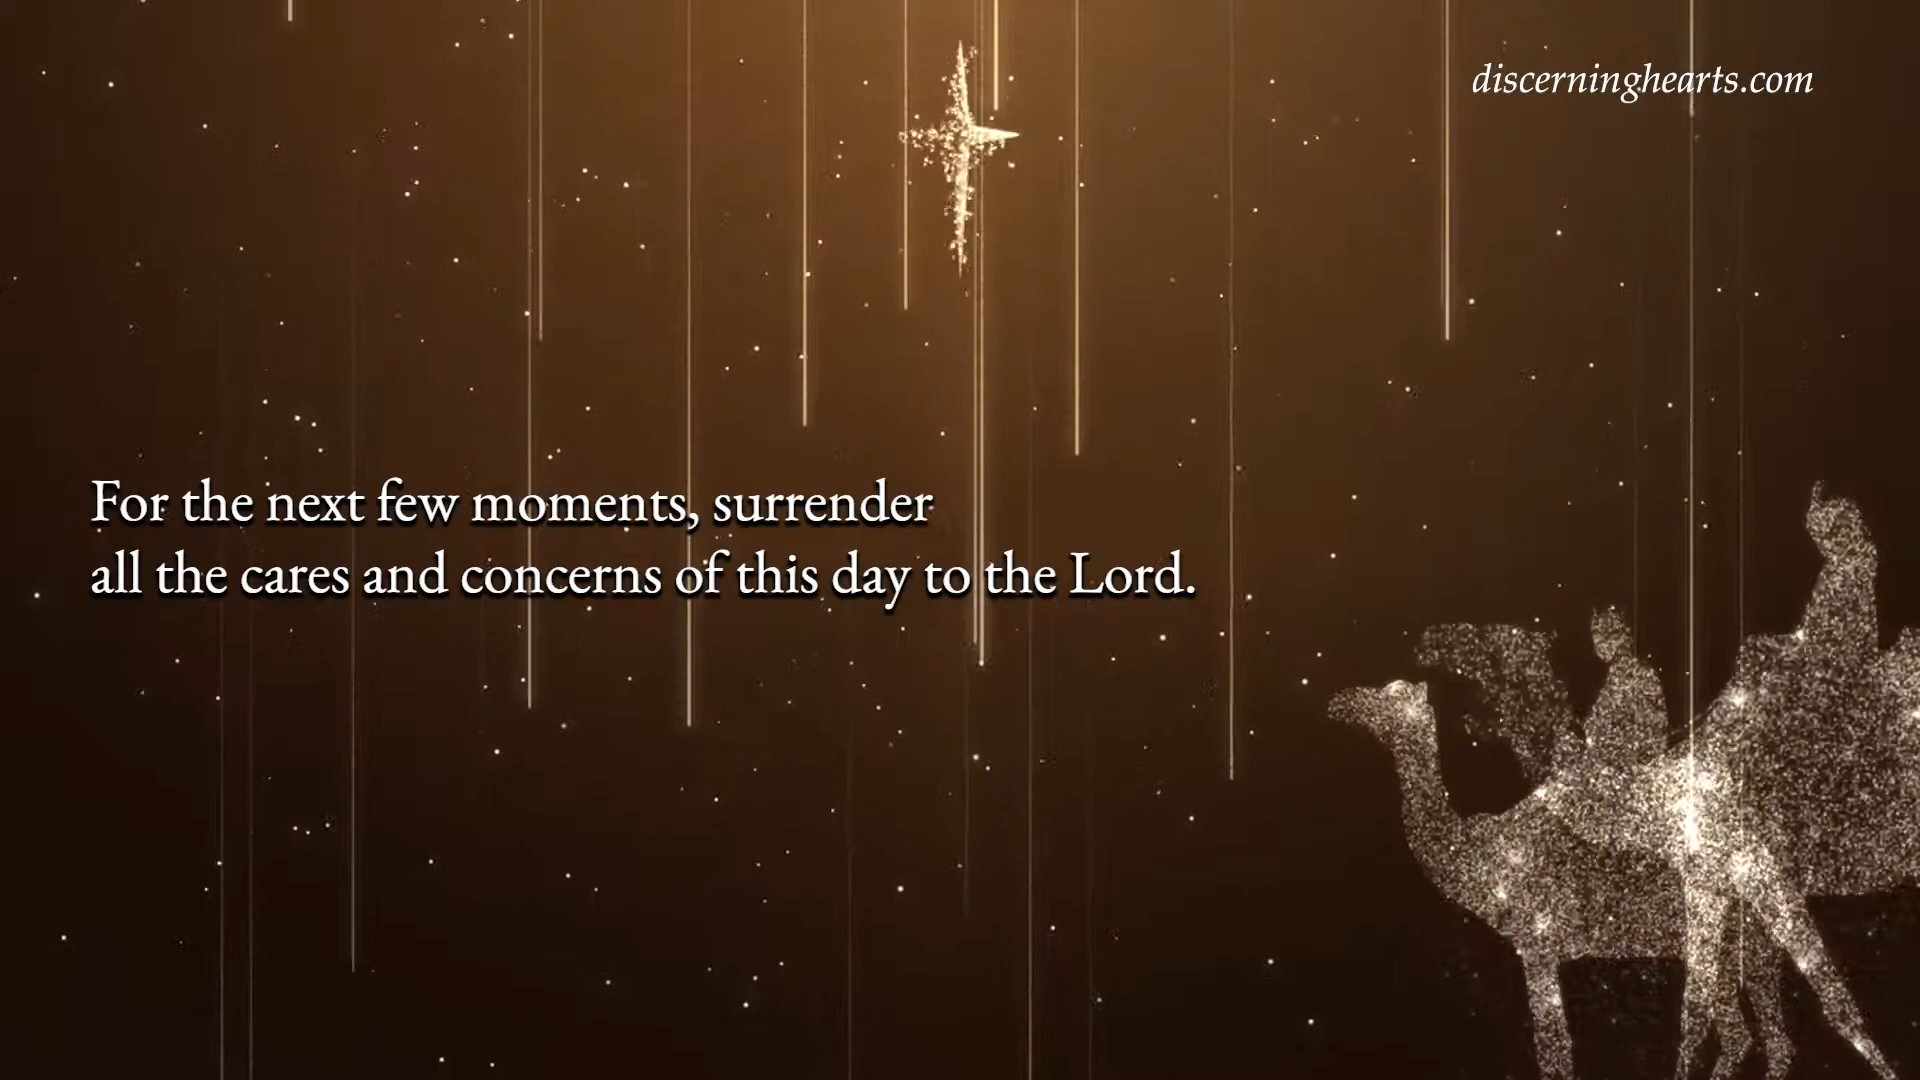 discerninghearts.com
For the next few moments, surrender
all the cares and concerns of this day to the Lord.